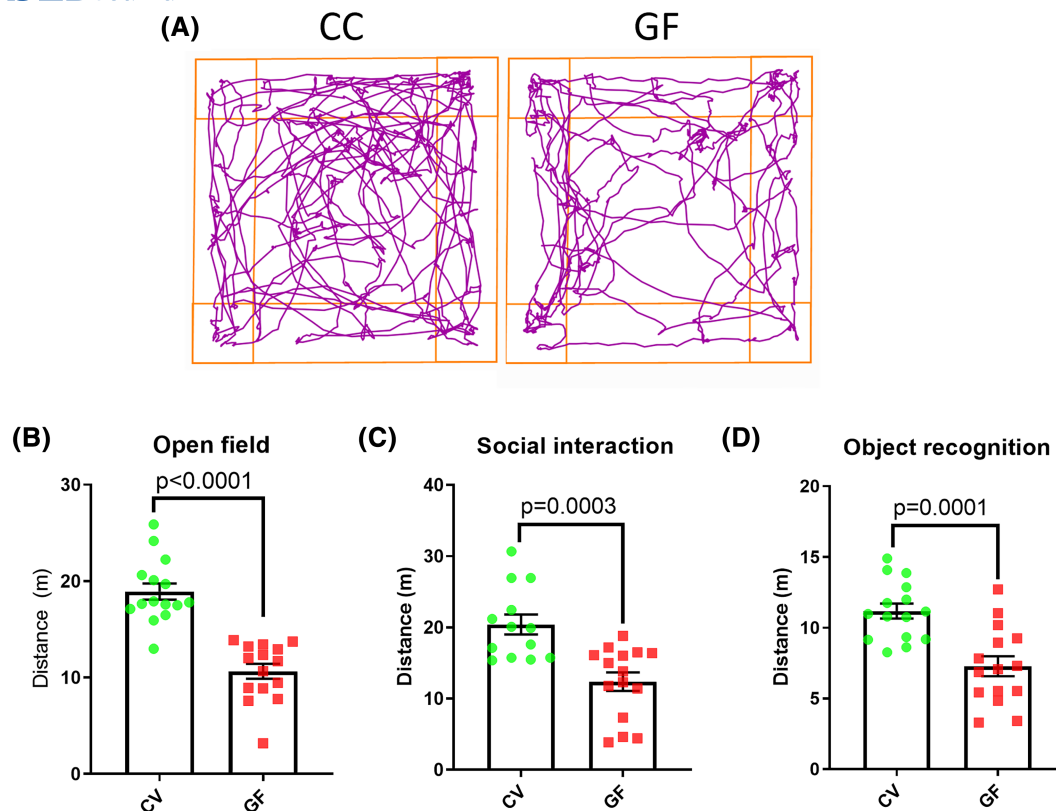 (A) CC GF
(B) Open field
p<0.0001
30
20
10
0
Distance (m)
CV GF
(C) Social interaction
p=0.0003
40
30
20
10
0
Distance (m)
CV GF
(D) Object recognition
p=0.0001
20
15
10
5
0
Distance (m)
CV GF